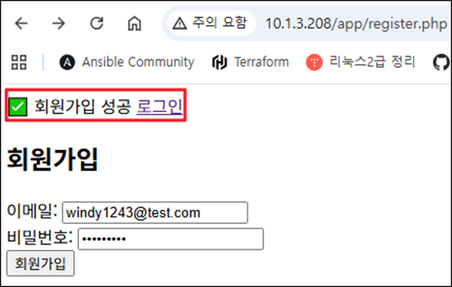 주의 요함 10.1.3.208/app/register.php
Ansible Community Terraform 리눅스2급 정리
회원가입 성공 로그인
회원가입
이메일: windy1243@test.com
비밀번호: •••••••••
회원가입